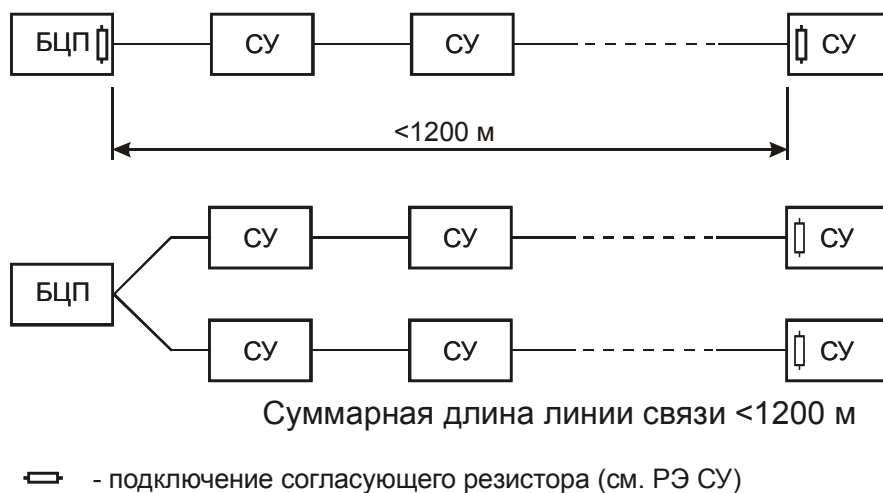 БЦП СУ СУ СУ
<1200 м
СУ СУ СУ
БЦП
СУ СУ СУ
Суммарная длина линии связи <1200 м
- подключение согласующего резистора (см. РЭ СУ)